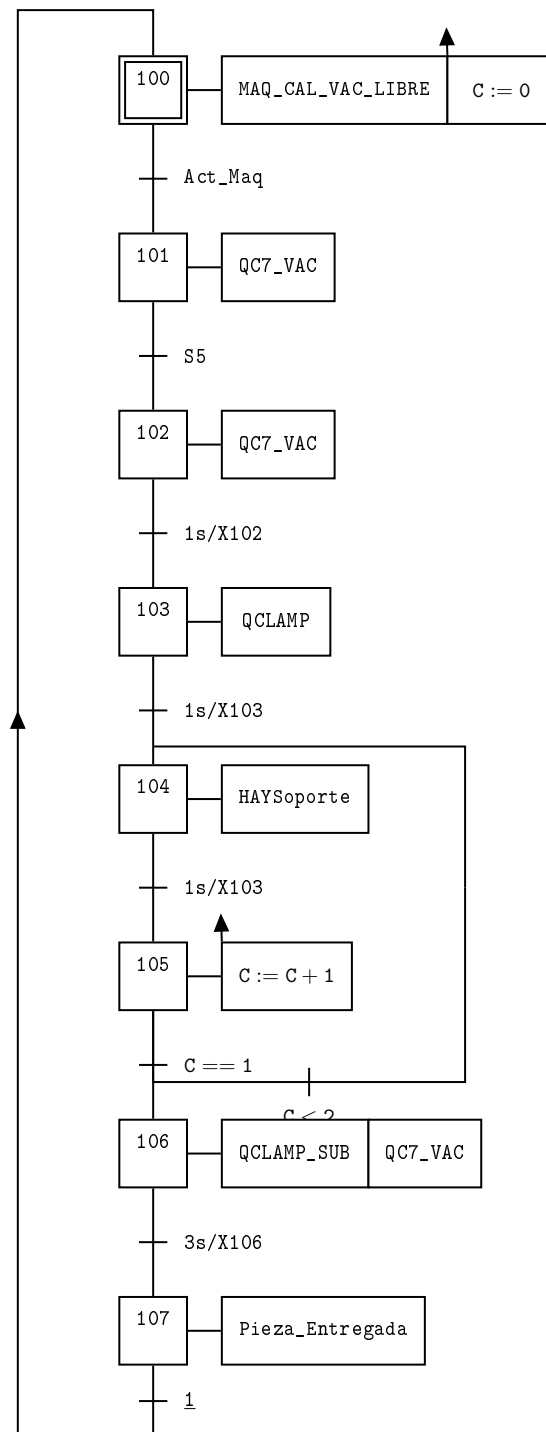 100 MAQ_CAL_VAC_LIBRE C := 0
Act_Maq
101 QC7_VAC
S5
102 QC7_VAC
1s/X102
103 QCLAMP
1s/X103
104 HAYSoporte
1s/X103
105 C := C + 1
C == 1
C < 2
106 QCLAMP_SUB QC7_VAC
3s/X106
107 Pieza_Entregada
1